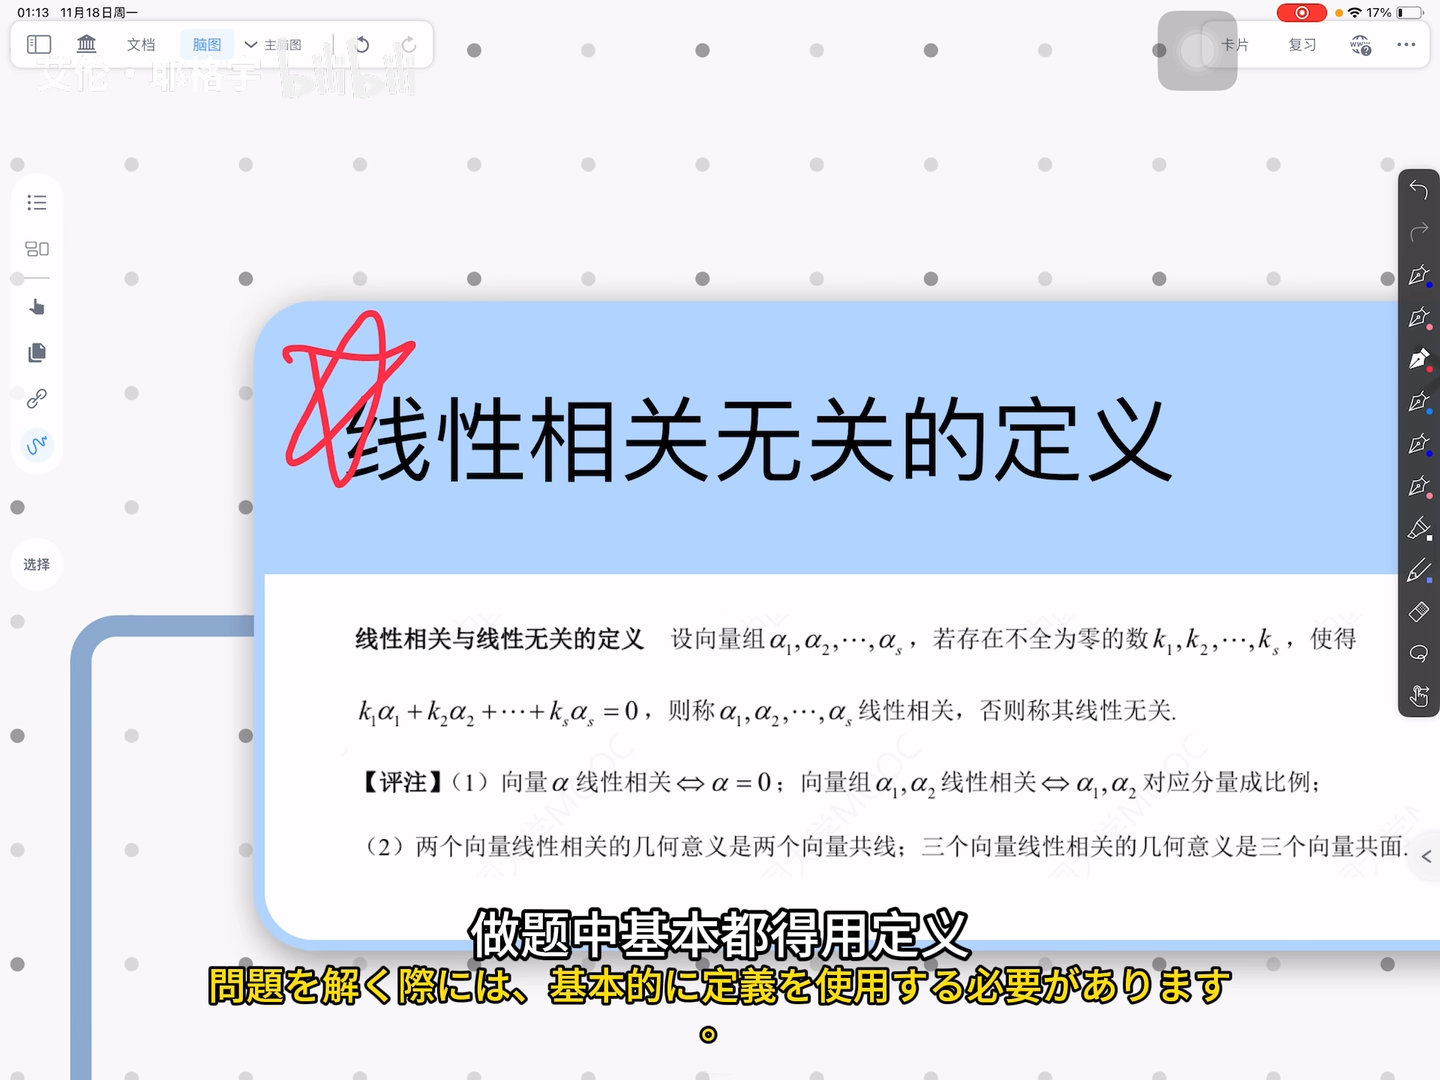 01:13 11月18日周一
17%
文档 脑图 主脑图
卡片 复习
艾伦·耶格宇 bilibili
选择
线性相关无关的定义
线性相关与线性无关的定义 设向量组α₁,α₂,⋯,αₛ，若存在不全为零的数k₁,k₂,⋯,kₛ，使得
k₁α₁+k₂α₂+⋯+kₛαₛ=0，则称α₁,α₂,⋯,αₛ线性相关，否则称其线性无关.
【评注】（1）向量α线性相关⇔α=0；向量组α₁,α₂线性相关⇔α₁,α₂对应分量成比例；
（2）两个向量线性相关的几何意义是两个向量共线；三个向量线性相关的几何意义是三个向量共面.
做题中基本都得用定义
問題を解く際には、基本的に定義を使用する必要があります
。